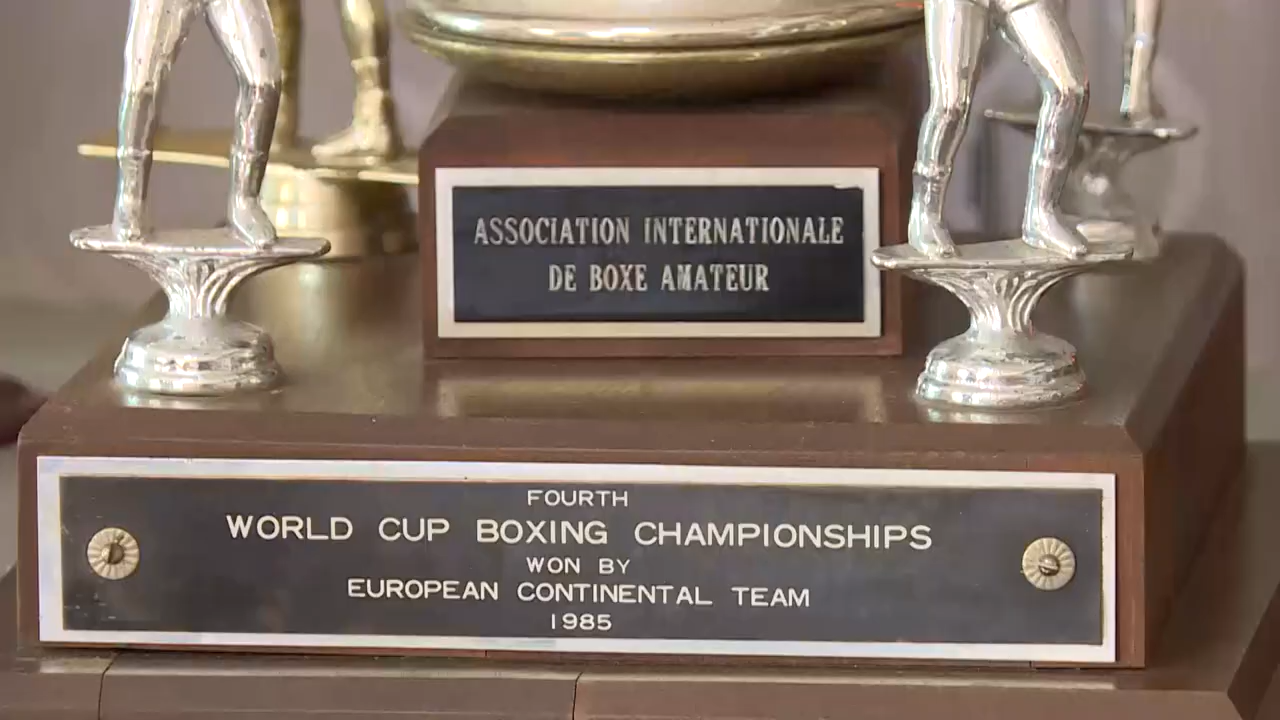 ASSOCIATION INTERNATIONALE
DE BOXE AMATEUR
FOURTH
WORLD CUP BOXING CHAMPIONSHIPS
WON BY
EUROPEAN CONTINENTAL TEAM
1985